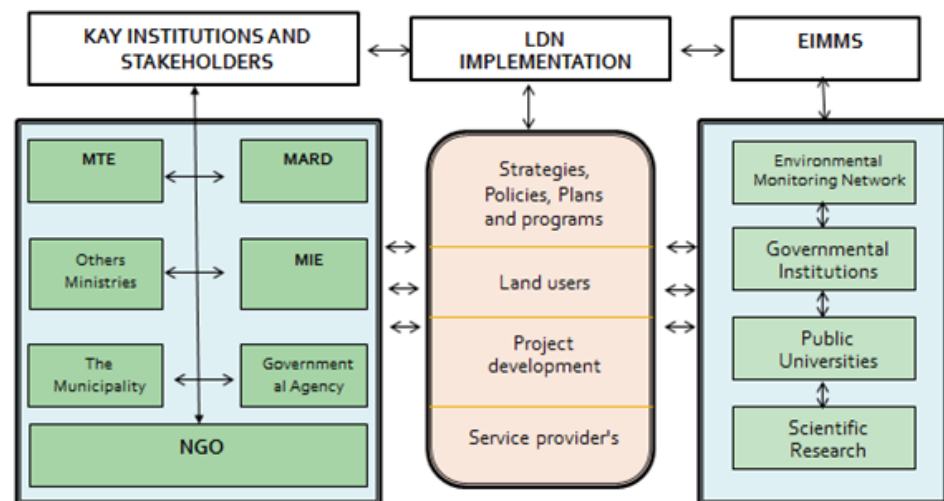 KAY INSTITUTIONS AND
STAKEHOLDERS
LDN
IMPLEMENTATION
EIMMS
MTE
MARD
Others
Ministries
MIE
The
Municipality
Government
al Agency
NGO
Strategies,
Policies, Plans
and programs
Land users
Project
development
Service provider's
Environmental
Monitoring Network
Governmental
Institutions
Public
Universities
Scientific
Research